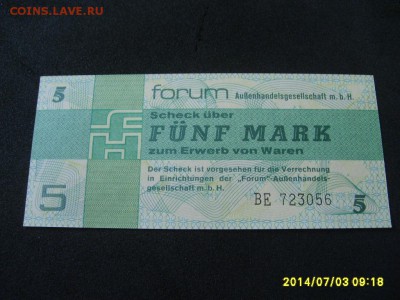 COINS.LAVE.RU
5
forum Außenhandelsgesellschaft m. b. H.
Scheck über
FÜNF MARK
zum Erwerb von Waren
Der Scheck ist vorgesehen für die Verrechnung
in Einrichtungen der „Forum"-Außenhandels-
gesellschaft m. b. H.
5
BE 723056
5
2014/07/03 09:18